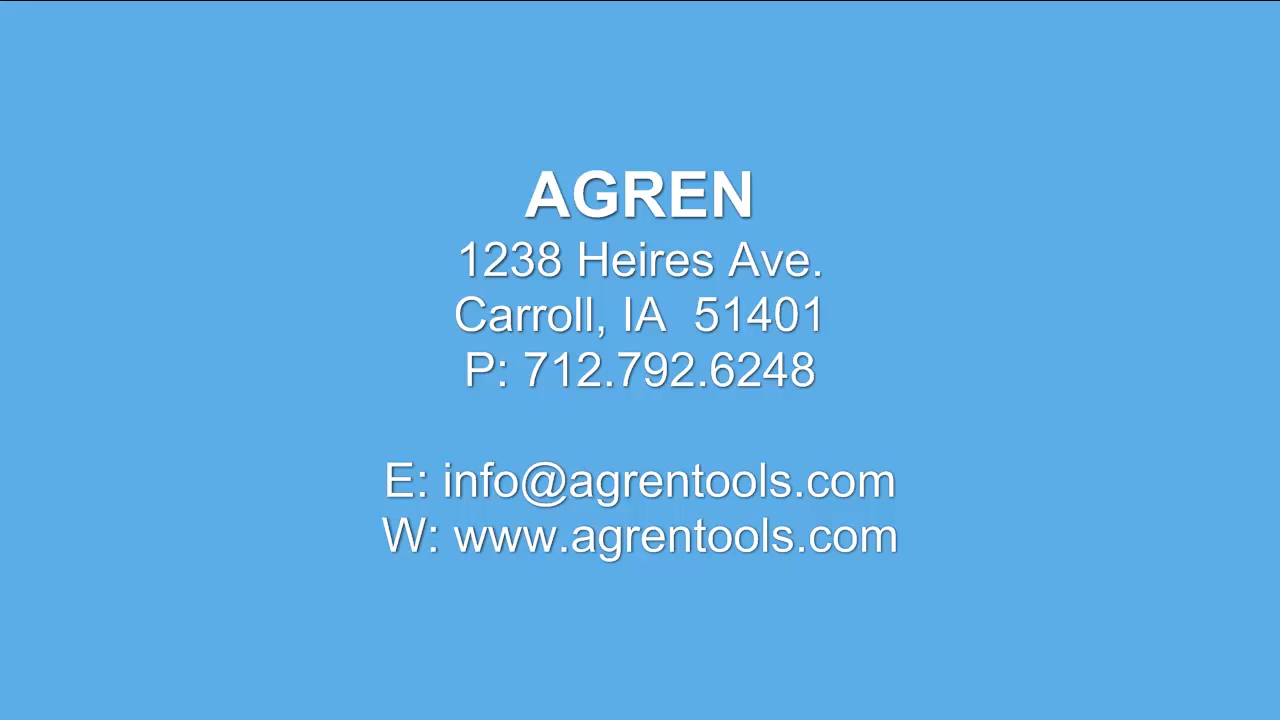 AGREN
1238 Heires Ave.
Carroll, IA  51401
P: 712.792.6248
E: info@agrentools.com
W: www.agrentools.com